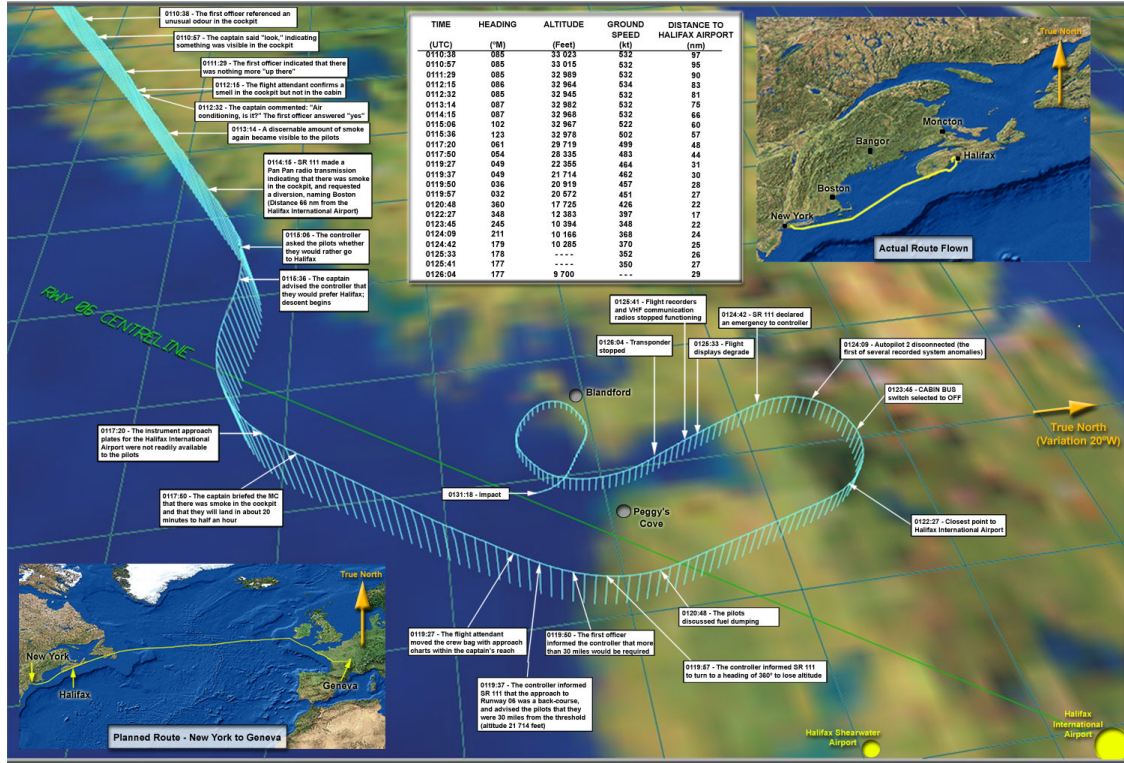 0110:38 - The first officer referenced an
unusual odour in the cockpit
0110:57 - The captain said "look," indicating
something was visible in the cockpit
0111:29 - The first officer indicated that there
was nothing more "up there"
0112:15 - The flight attendant confirms a
smell in the cockpit but not in the cabin
0112:32 - The captain commented: "Air
conditioning, is it?" The first officer answered "yes"
0113:14 - A discernable amount of smoke
again became visible to the pilots
0114:15 - SR 111 made a
Pan Pan radio transmission
indicating that there was smoke
in the cockpit, and requested
a diversion, naming Boston
(Distance 66 nm from the
Halifax International Airport)
0115:06 - The controller
asked the pilots whether
they would rather go
to Halifax
0115:36 - The captain
advised the controller that
they would prefer Halifax;
descent begins
TIME HEADING ALTITUDE GROUND SPEED DISTANCE TO HALIFAX AIRPORT
(UTC) (°M) (Feet) (kt) (nm)
0110:38 085 33 023 532 97
0110:57 085 33 015 532 95
0111:29 085 32 989 532 90
0112:15 086 32 964 534 83
0112:32 085 32 945 532 81
0113:14 087 32 982 532 75
0114:15 087 32 968 532 66
0115:06 102 32 967 522 60
0115:36 123 32 978 502 57
0117:20 061 29 719 499 48
0117:50 054 28 335 483 44
0119:27 049 22 355 464 31
0119:37 049 21 714 462 30
0119:50 036 20 919 457 28
0119:57 032 20 572 451 27
0120:48 360 17 725 426 22
0122:27 348 12 383 397 17
0123:45 245 10 394 348 22
0124:09 211 10 166 368 24
0124:42 179 10 285 370 25
0125:33 178 - - - - 352 26
0125:41 177 - - - - 350 27
0126:04 177 9 700 - - - 29
True North
Moncton
Bangor
Halifax
Boston
New York
Actual Route Flown
RWY 06 CENTRELINE
0125:41 - Flight recorders
and VHF communication
radios stopped functioning
0124:42 - SR 111 declared
an emergency to controller
0126:04 - Transponder
stopped
0125:33 - Flight
displays degrade
0124:09 - Autopilot 2 disconnected (the
first of several recorded system anomalies)
0123:45 - CABIN BUS
switch selected to OFF
Blandford
True North
(Variation 20°W)
0117:20 - The instrument approach
plates for the Halifax International
Airport were not readily available
to the pilots
0117:50 - The captain briefed the MC
that there was smoke in the cockpit
and that they will land in about 20
minutes to half an hour
0131:18 - Impact
Peggy's
Cove
0122:27 - Closest point to
Halifax International Airport
0120:48 - The pilots
discussed fuel dumping
0119:27 - The flight attendant
moved the crew bag with approach
charts within the captain's reach
0119:50 - The first officer
informed the controller that more
than 30 miles would be required
0119:57 - The controller informed SR 111
to turn to a heading of 360° to lose altitude
0119:37 - The controller informed
SR 111 that the approach to
Runway 06 was a back-course,
and advised the pilots that they
were 30 miles from the threshold
(altitude 21 714 feet)
True North
New York
Halifax
Geneva
Planned Route - New York to Geneva
Halifax Shearwater
Airport
Halifax
International
Airport